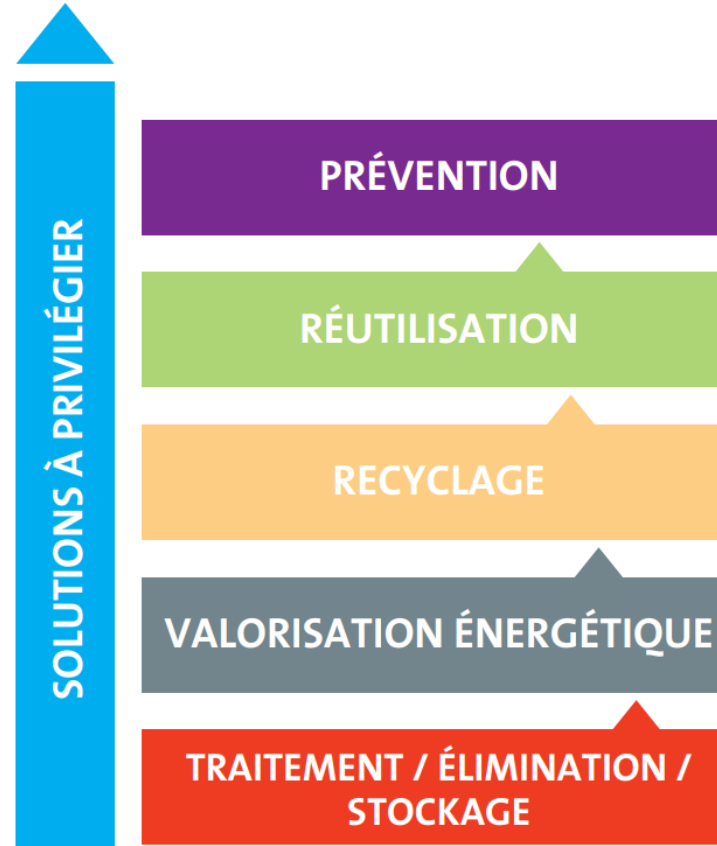 SOLUTIONS À PRIVILÉGIER
PRÉVENTION
RÉUTILISATION
RECYCLAGE
VALORISATION ÉNERGÉTIQUE
TRAITEMENT / ÉLIMINATION /
STOCKAGE